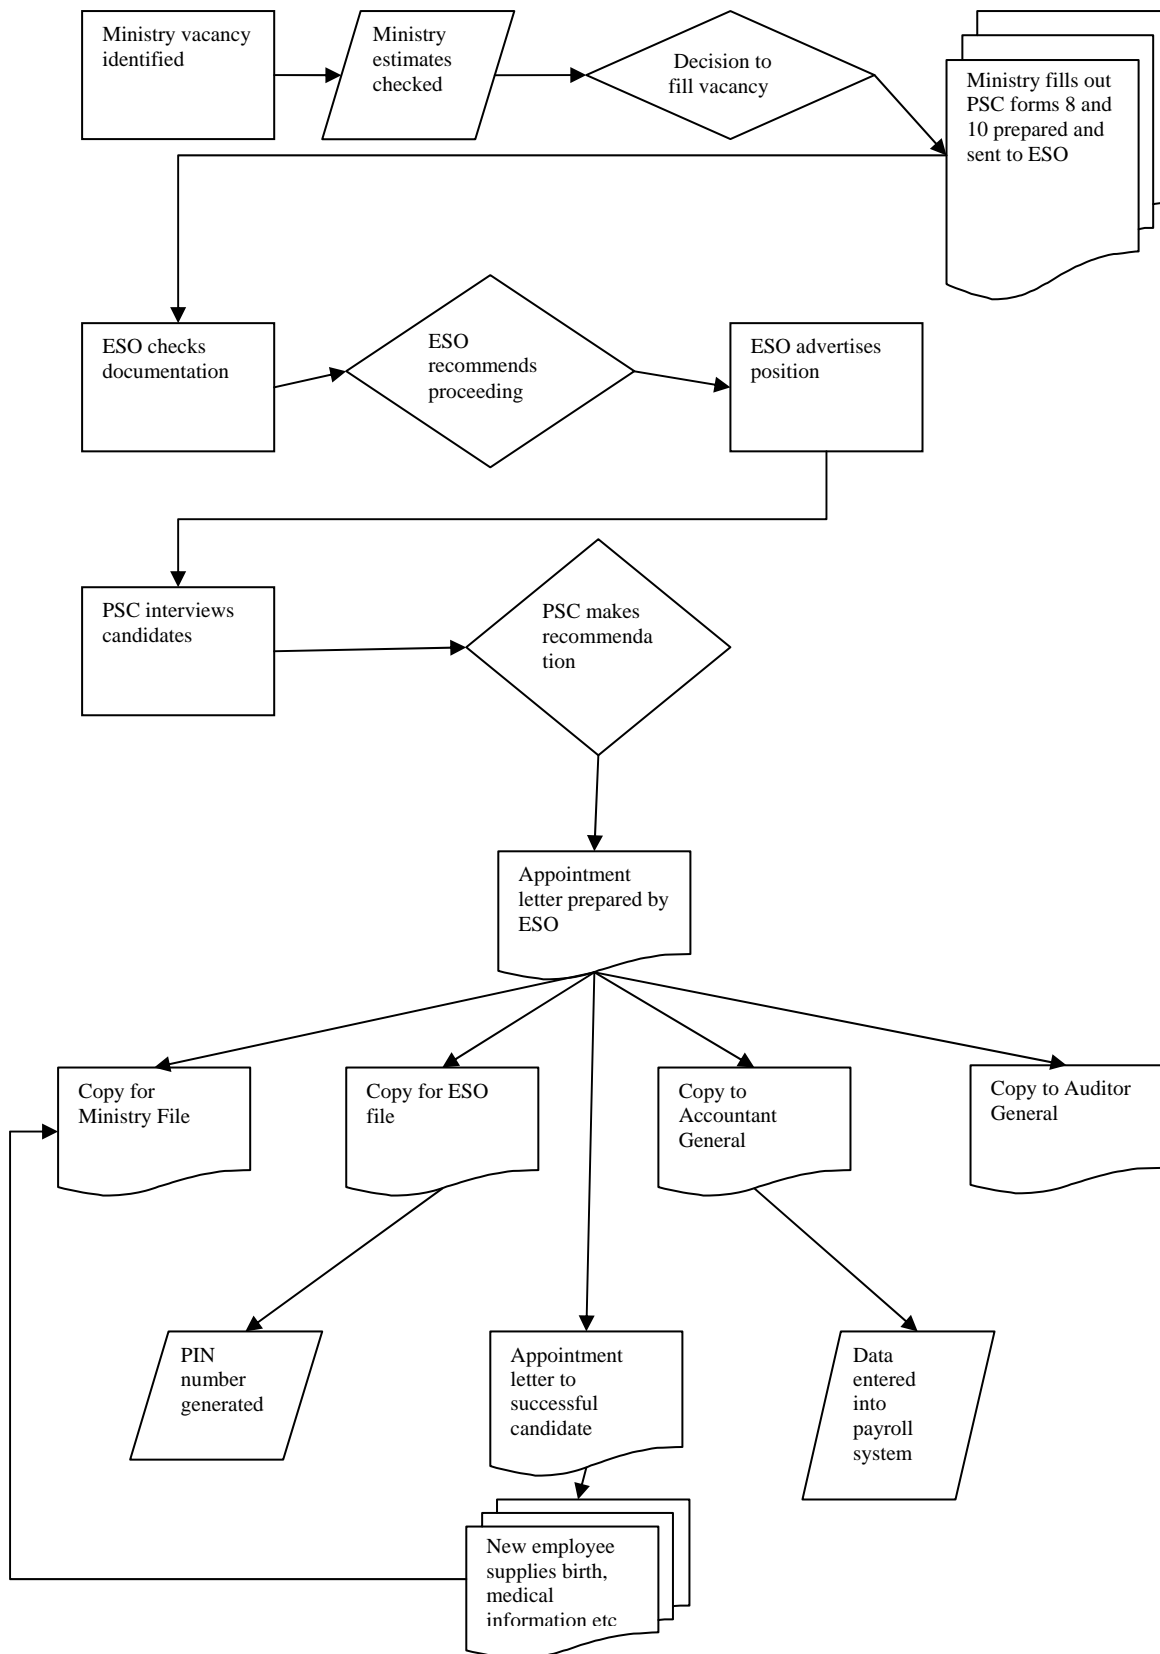 Ministry vacancy
identified
Ministry
estimates
checked
Decision to
fill vacancy
Ministry fills out
PSC forms 8 and
10 prepared and
sent to ESO
ESO checks
documentation
ESO
recommends
proceeding
ESO advertises
position
PSC interviews
candidates
PSC makes
recommenda
tion
Appointment
letter prepared by
ESO
Copy for
Ministry File
Copy for ESO
file
Copy to
Accountant
General
Copy to Auditor
General
PIN
number
generated
Appointment
letter to
successful
candidate
Data
entered
into
payroll
system
New employee
supplies birth,
medical
information etc